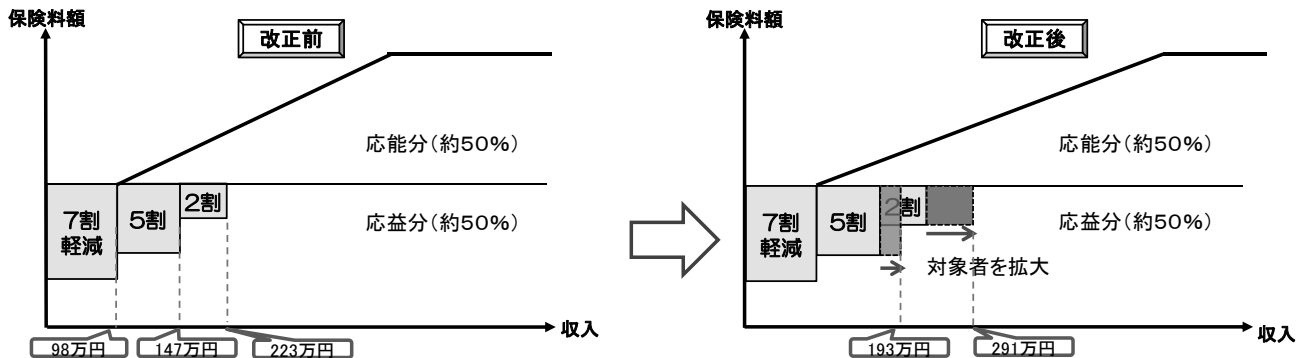 保険料額
改正前
応能分(約50%)
7割
軽減
5割
2割
応益分(約50%)
収入
98万円
147万円
223万円
保険料額
改正後
応能分(約50%)
7割
軽減
5割
2割
応益分(約50%)
対象者を拡大
収入
193万円
291万円